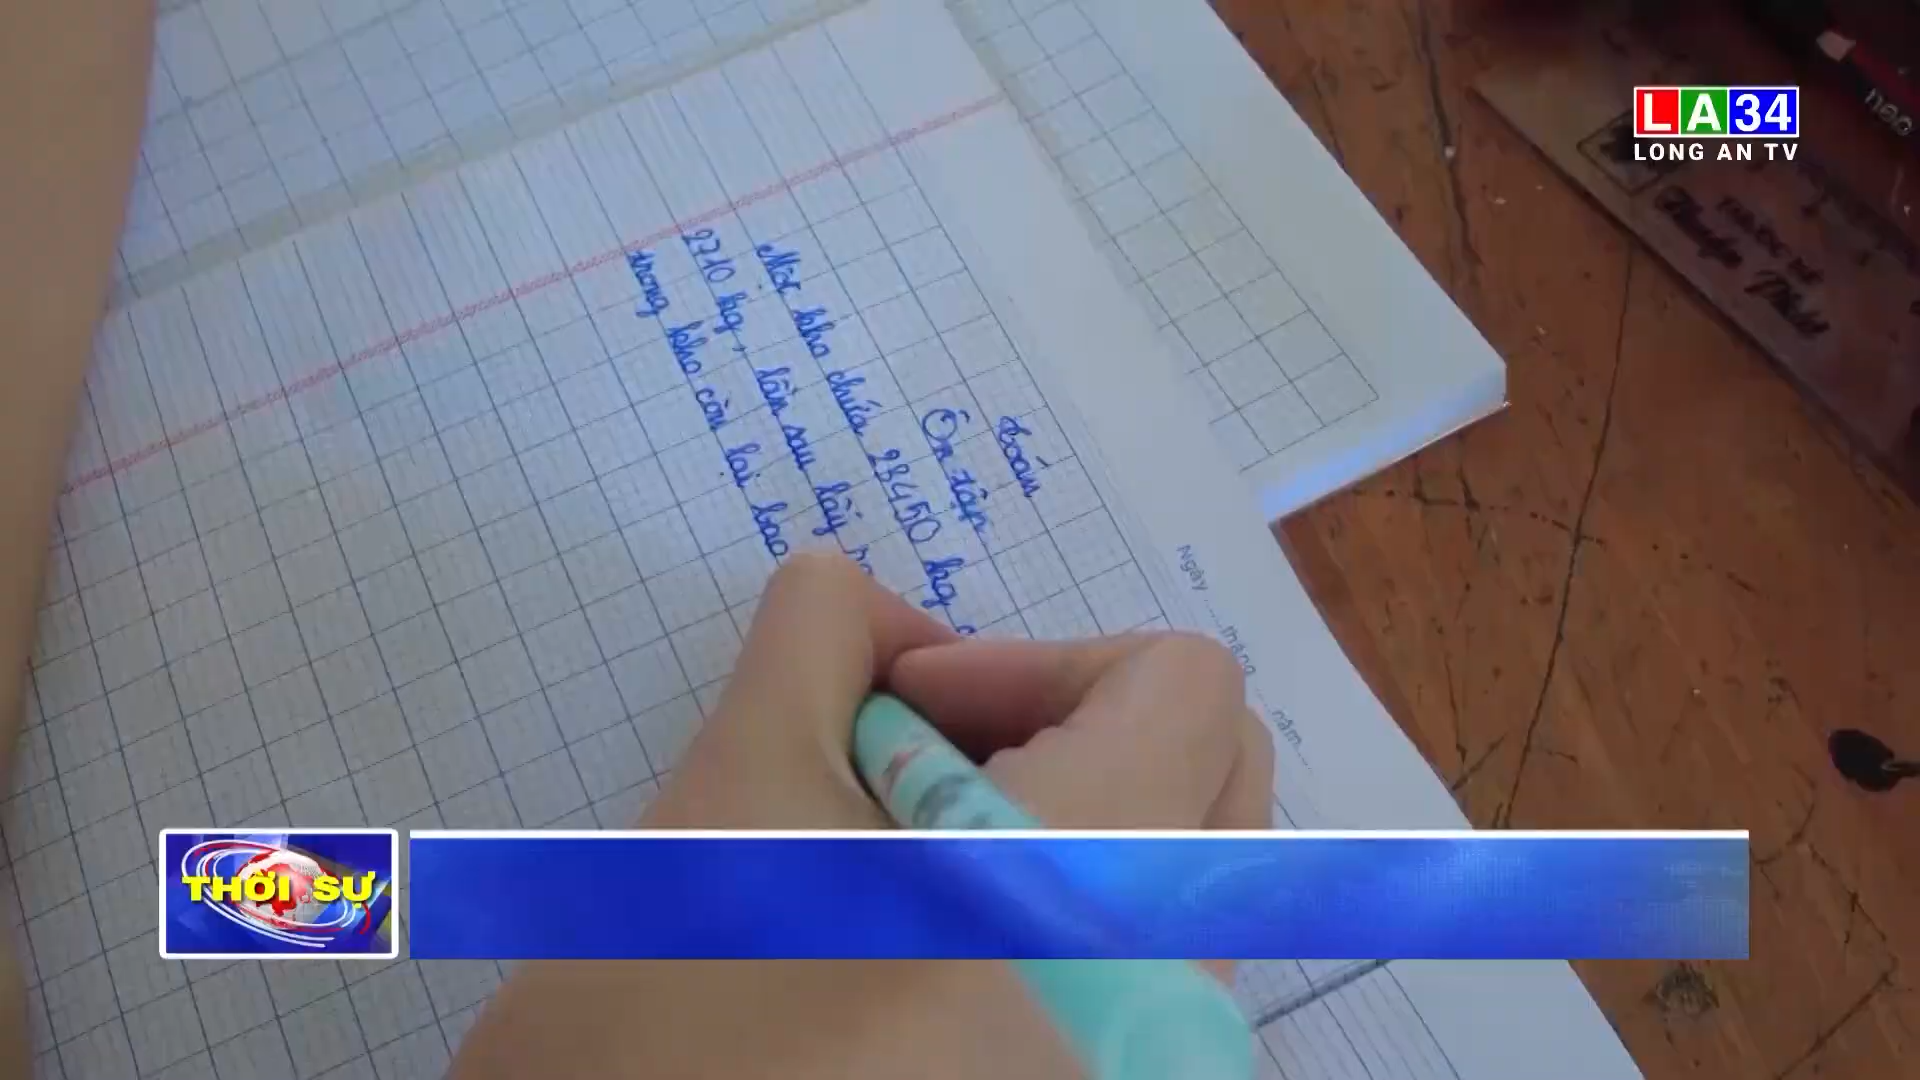 LA34
LONG AN TV
Toán
Ôn tập
Một kho chứa 23450 kg
2710 kg, lần sau lấy
trong kho còn lại bao
Ngày ...... tháng ...... năm......
THỜI SỰ